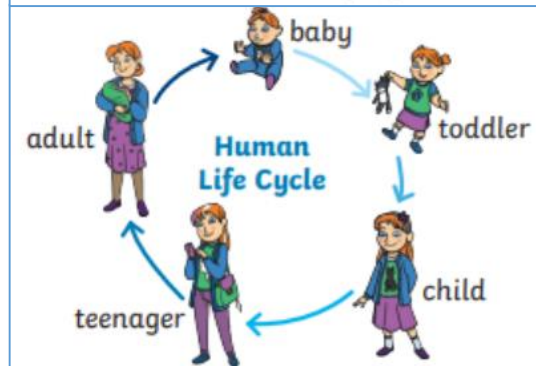 baby
toddler
adult
Human
Life Cycle
child
teenager